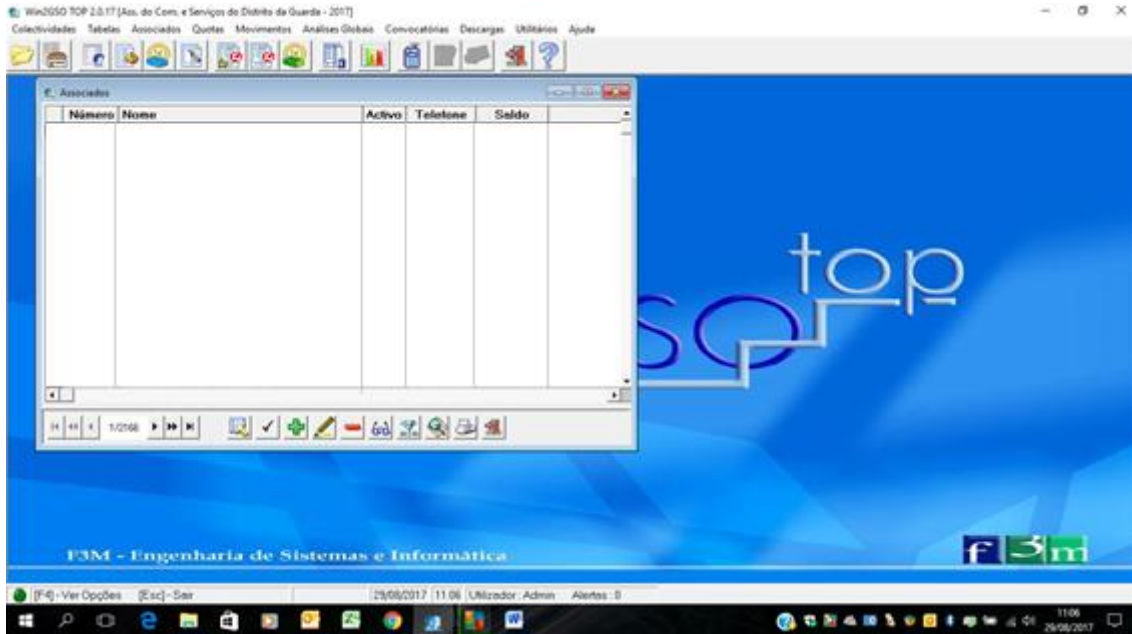 Win2GSO TOP 2.0.17 [Ass. do Com. e Serviços do Distrito da Guarda - 2017]
Colectividades Tabelas Associados Quotas Movimentos Análises Globais Convocatórias Descargas Utilitários Ajuda
Associados
Número Nome Activo Telefone Saldo
1/2168
top
so
F3M - Engenharia de Sistemas e Informática
f3m
[F4] - Ver Opções [Esc] - Sair 29/08/2017 11:06 Utilizador : Admin Alertas : 0
11:06
29/08/2017